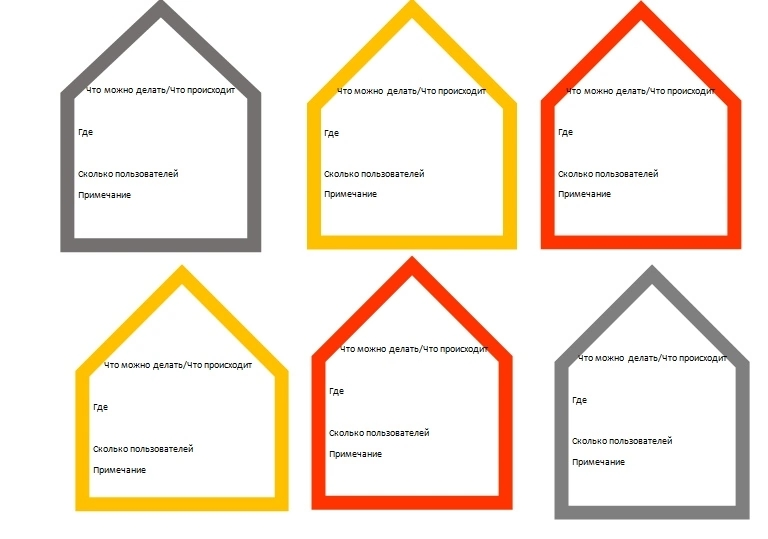 Что можно делать/Что происходит
Где
Сколько пользователей
Примечание
Что можно делать/Что происходит
Где
Сколько пользователей
Примечание
Что можно делать/Что происходит
Где
Сколько пользователей
Примечание
Что можно делать/Что происходит
Где
Сколько пользователей
Примечание
Что можно делать/Что происходит
Где
Сколько пользователей
Примечание
Что можно делать/Что происходит
Где
Сколько пользователей
Примечание